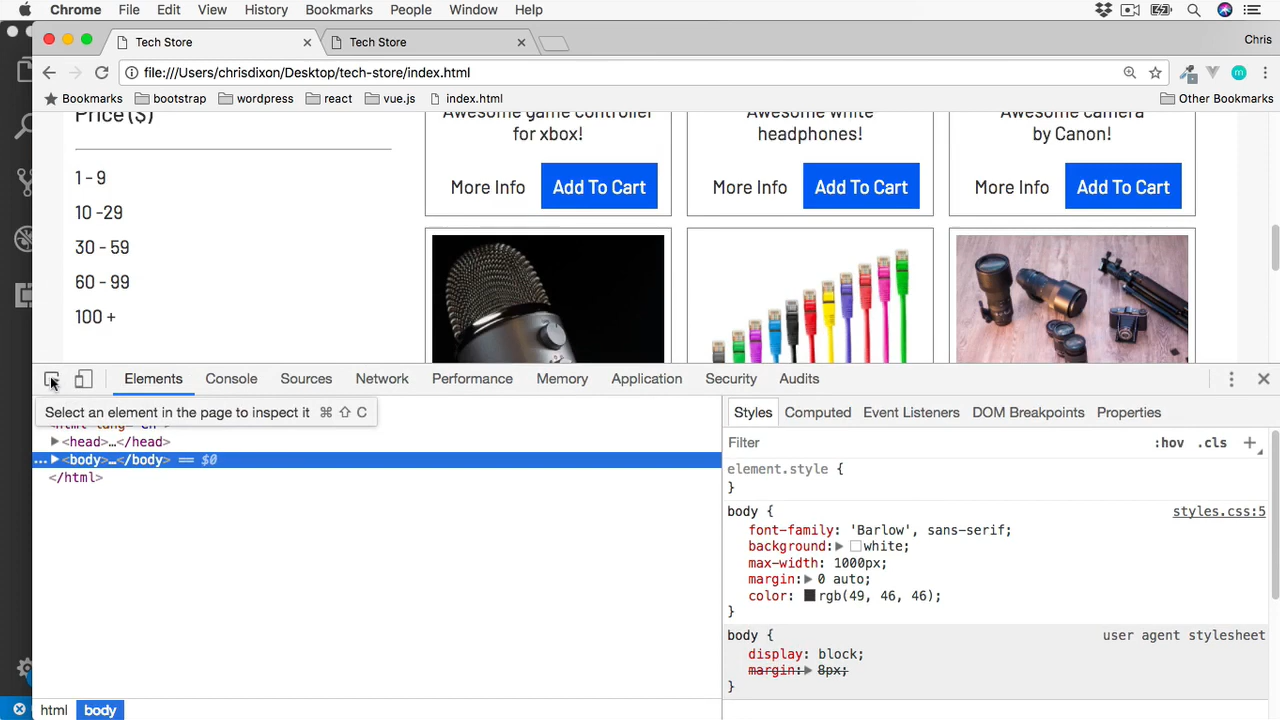 Chrome File Edit View History Bookmarks People Window Help
Tech Store
Tech Store
Chris
file:///Users/chrisdixon/Desktop/tech-store/index.html
Bookmarks bootstrap wordpress react vue.js index.html Other Bookmarks
Price ($)
1 - 9
10 -29
30 - 59
60 - 99
100 +
Awesome game controller
for xbox!
More Info Add To Cart
Awesome white
headphones!
More Info Add To Cart
Awesome camera
by Canon!
More Info Add To Cart
Elements Console Sources Network Performance Memory Application Security Audits
Select an element in the page to inspect it ⌘ ⇧ C
<html lang="en">
<head>…</head>
<body>…</body> == $0
</html>
html body
Styles Computed Event Listeners DOM Breakpoints Properties
Filter :hov .cls +
element.style {
}
body { styles.css:5
font-family: 'Barlow', sans-serif;
background: white;
max-width: 1000px;
margin: 0 auto;
color: rgb(49, 46, 46);
}
body { user agent stylesheet
display: block;
margin: 8px;
}